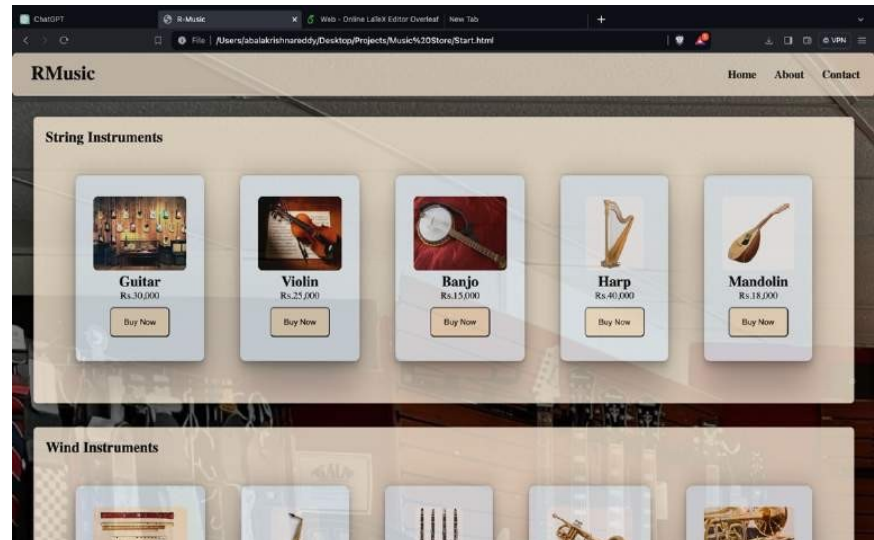 ChatGPT R-Music Web - Online LaTeX Editor Overleaf New Tab
File /Users/abalakrishnareddy/Desktop/Projects/Music%20Store/Start.html VPN
RMusic Home About Contact
String Instruments
Guitar Violin Banjo Harp Mandolin
Rs.30,000 Rs.25,000 Rs.15,000 Rs.40,000 Rs.18,000
Buy Now Buy Now Buy Now Buy Now Buy Now
Wind Instruments